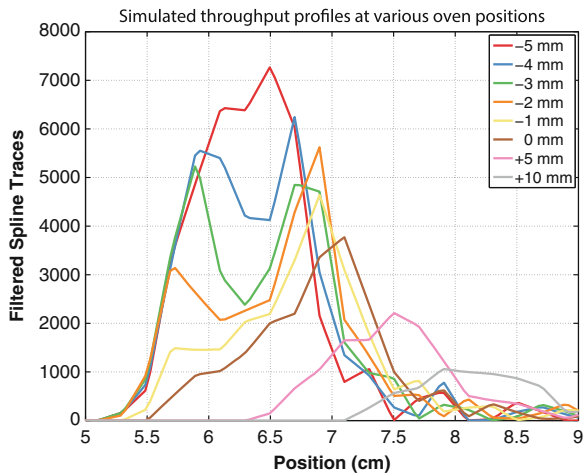 Simulated throughput profiles at various oven positions
8000
7000
6000
5000
4000
3000
2000
1000
0
Filtered Spline Traces
−5 mm
−4 mm
−3 mm
−2 mm
−1 mm
0 mm
+5 mm
+10 mm
5 5.5 6 6.5 7 7.5 8 8.5 9
Position (cm)